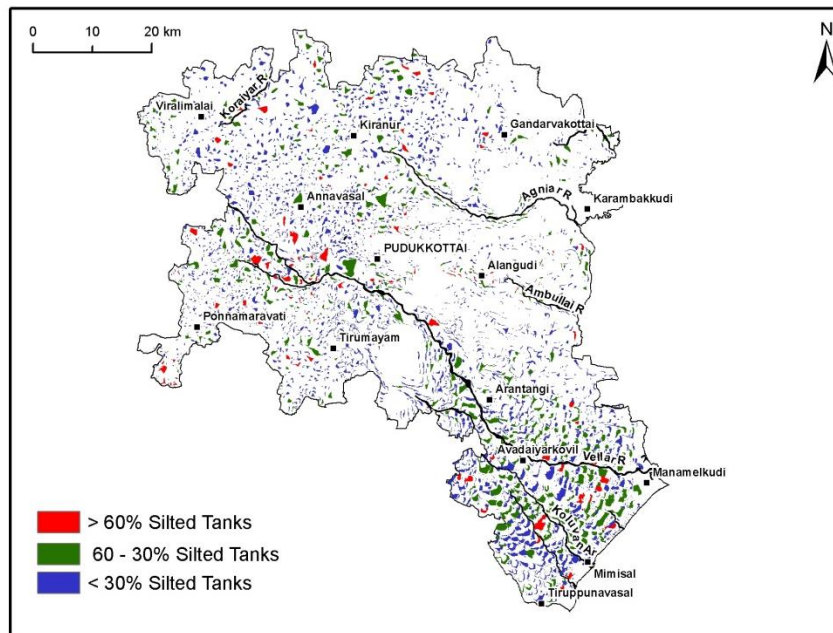 0 10 20 km
N
Viralimalai
Koraiyar R.
Kiranur
Gandarvakottai
Annavasal
Agniar R
Karambakkudi
PUDUKKOTTAI
Alangudi
Ambuliai R
Ponnamaravati
Tirumayam
Arantangi
Avadaiyarkovil
Vellar R
Manamelkudi
Koluvan Ar
Mimisal
Tiruppunavasal
> 60% Silted Tanks
60 - 30% Silted Tanks
< 30% Silted Tanks